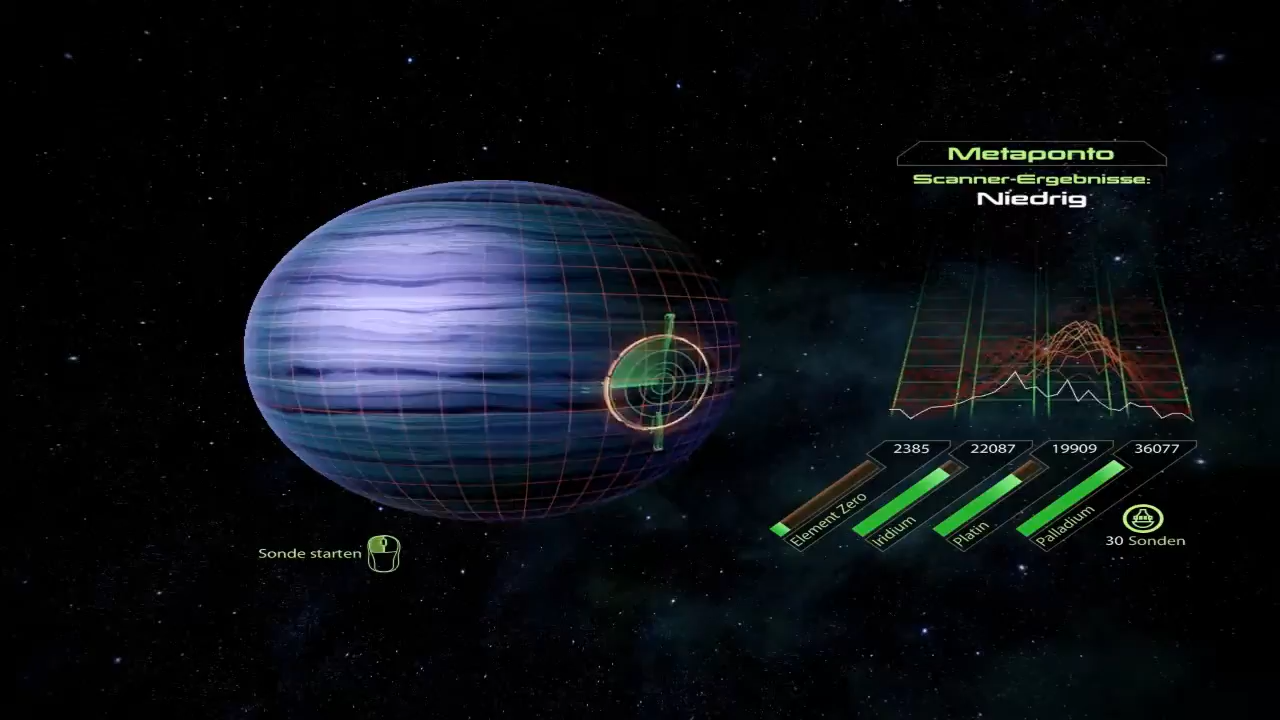 Metaponto
Scanner-Ergebnisse:
Niedrig
2385
22087
19909
36077
Element Zero
Iridium
Platin
Palladium
30 Sonden
Sonde starten